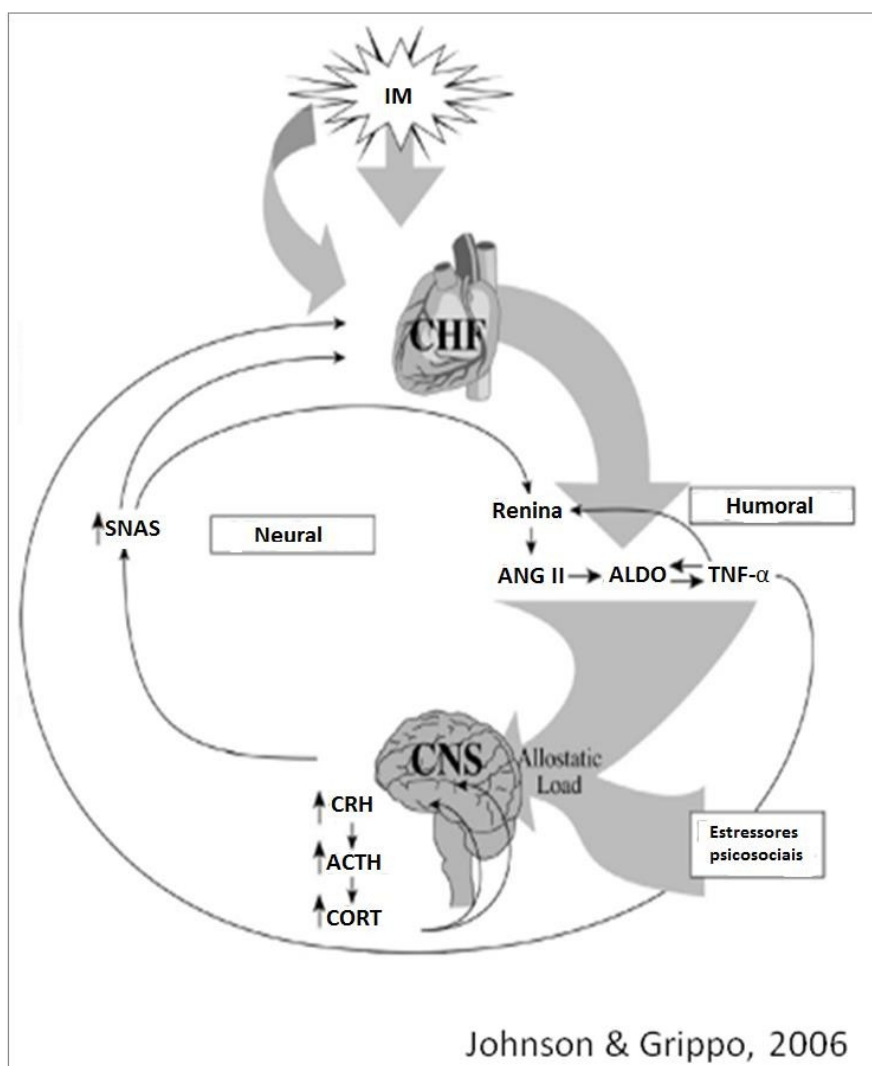 IM
CHF
Renina
Humoral
↑SNAS
Neural
ANG II → ALDO
TNF-α
CNS
Allostatic
Load
↑ CRH
↑ ACTH
↑ CORT
Estressores
psicosociais
Johnson & Grippo, 2006